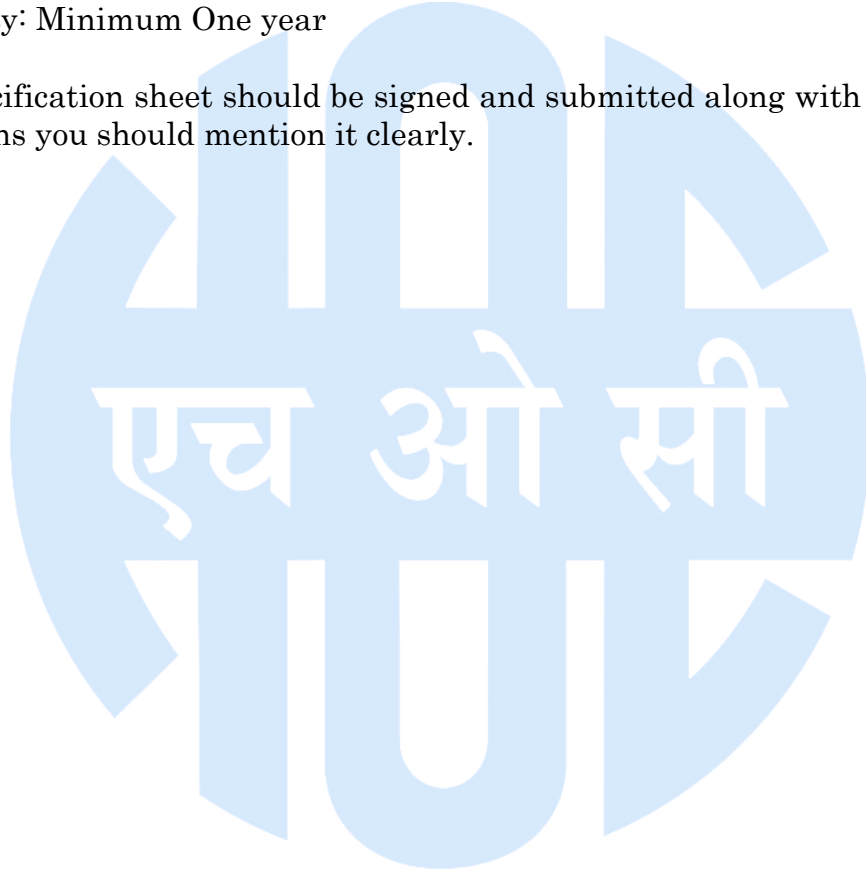 y: Minimum One year
cification sheet should be signed and submitted along with
ns you should mention it clearly.
एच ओ सी